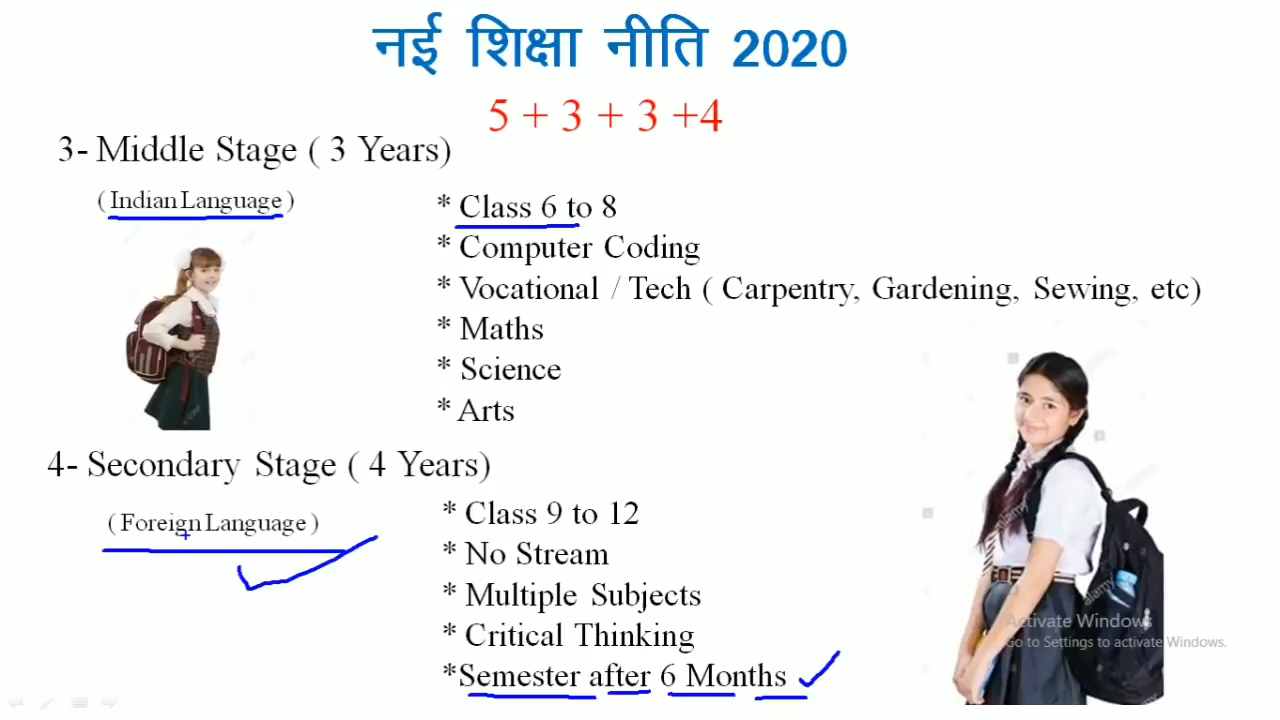 नई शिक्षा नीति 2020
5 + 3 + 3 +4
3- Middle Stage ( 3 Years)
( Indian Language )
* Class 6 to 8
* Computer Coding
* Vocational / Tech ( Carpentry, Gardening, Sewing, etc)
* Maths
* Science
* Arts
4- Secondary Stage ( 4 Years)
( Foreign Language )
* Class 9 to 12
* No Stream
* Multiple Subjects
* Critical Thinking
*Semester after 6 Months
alamy
alamy
Activate Windows
Go to Settings to activate Windows.